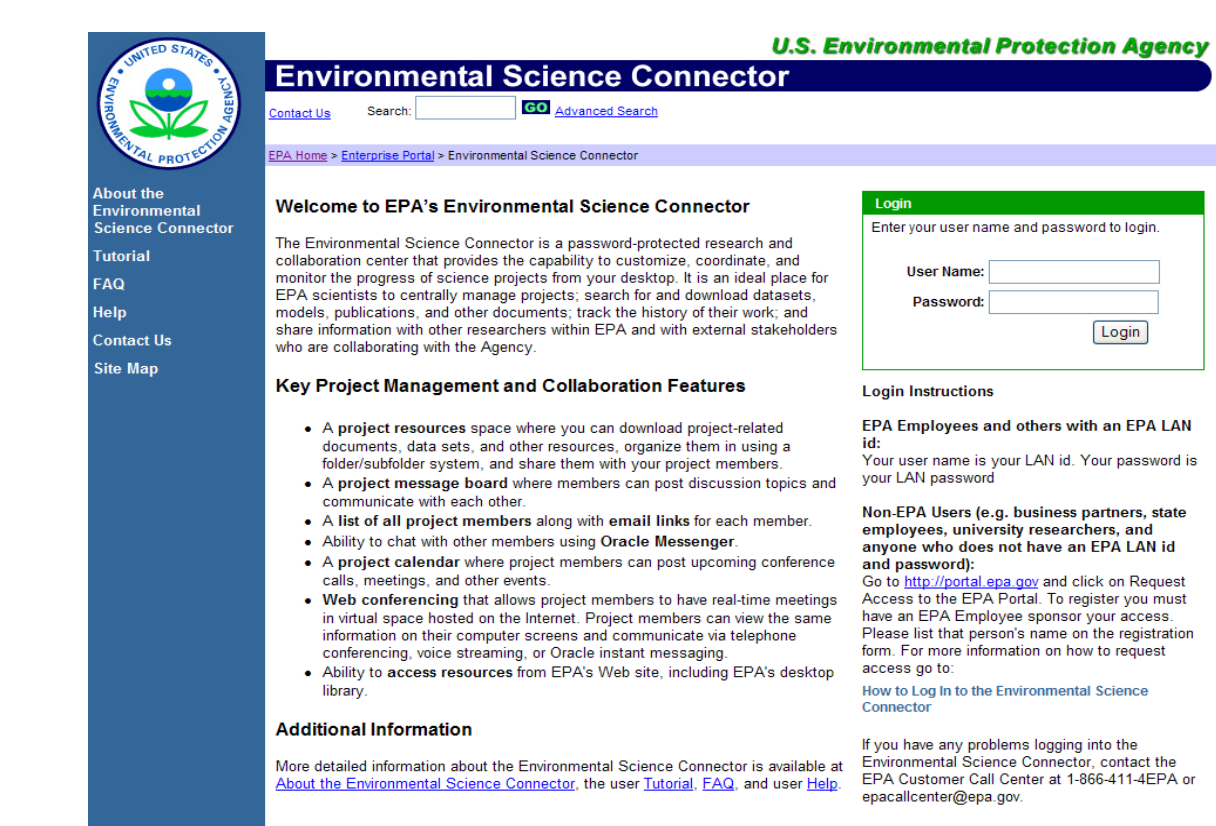 UNITED STATES
ENVIRONMENTAL PROTECTION AGENCY
U.S. Environmental Protection Agency
Environmental Science Connector
Contact Us Search: GO Advanced Search
EPA Home > Enterprise Portal > Environmental Science Connector
About the
Environmental
Science Connector
Tutorial
FAQ
Help
Contact Us
Site Map
Welcome to EPA's Environmental Science Connector
The Environmental Science Connector is a password-protected research and
collaboration center that provides the capability to customize, coordinate, and
monitor the progress of science projects from your desktop. It is an ideal place for
EPA scientists to centrally manage projects; search for and download datasets,
models, publications, and other documents; track the history of their work; and
share information with other researchers within EPA and with external stakeholders
who are collaborating with the Agency.
Key Project Management and Collaboration Features
• A project resources space where you can download project-related
documents, data sets, and other resources, organize them in using a
folder/subfolder system, and share them with your project members.
• A project message board where members can post discussion topics and
communicate with each other.
• A list of all project members along with email links for each member.
• Ability to chat with other members using Oracle Messenger.
• A project calendar where project members can post upcoming conference
calls, meetings, and other events.
• Web conferencing that allows project members to have real-time meetings
in virtual space hosted on the Internet. Project members can view the same
information on their computer screens and communicate via telephone
conferencing, voice streaming, or Oracle instant messaging.
• Ability to access resources from EPA's Web site, including EPA's desktop
library.
Additional Information
More detailed information about the Environmental Science Connector is available at
About the Environmental Science Connector, the user Tutorial, FAQ, and user Help.
Login
Enter your user name and password to login.
User Name:
Password:
Login
Login Instructions
EPA Employees and others with an EPA LAN
id:
Your user name is your LAN id. Your password is
your LAN password
Non-EPA Users (e.g. business partners, state
employees, university researchers, and
anyone who does not have an EPA LAN id
and password):
Go to http://portal.epa.gov and click on Request
Access to the EPA Portal. To register you must
have an EPA Employee sponsor your access.
Please list that person's name on the registration
form. For more information on how to request
access go to:
How to Log In to the Environmental Science
Connector
If you have any problems logging into the
Environmental Science Connector, contact the
EPA Customer Call Center at 1-866-411-4EPA or
epacallcenter@epa.gov.